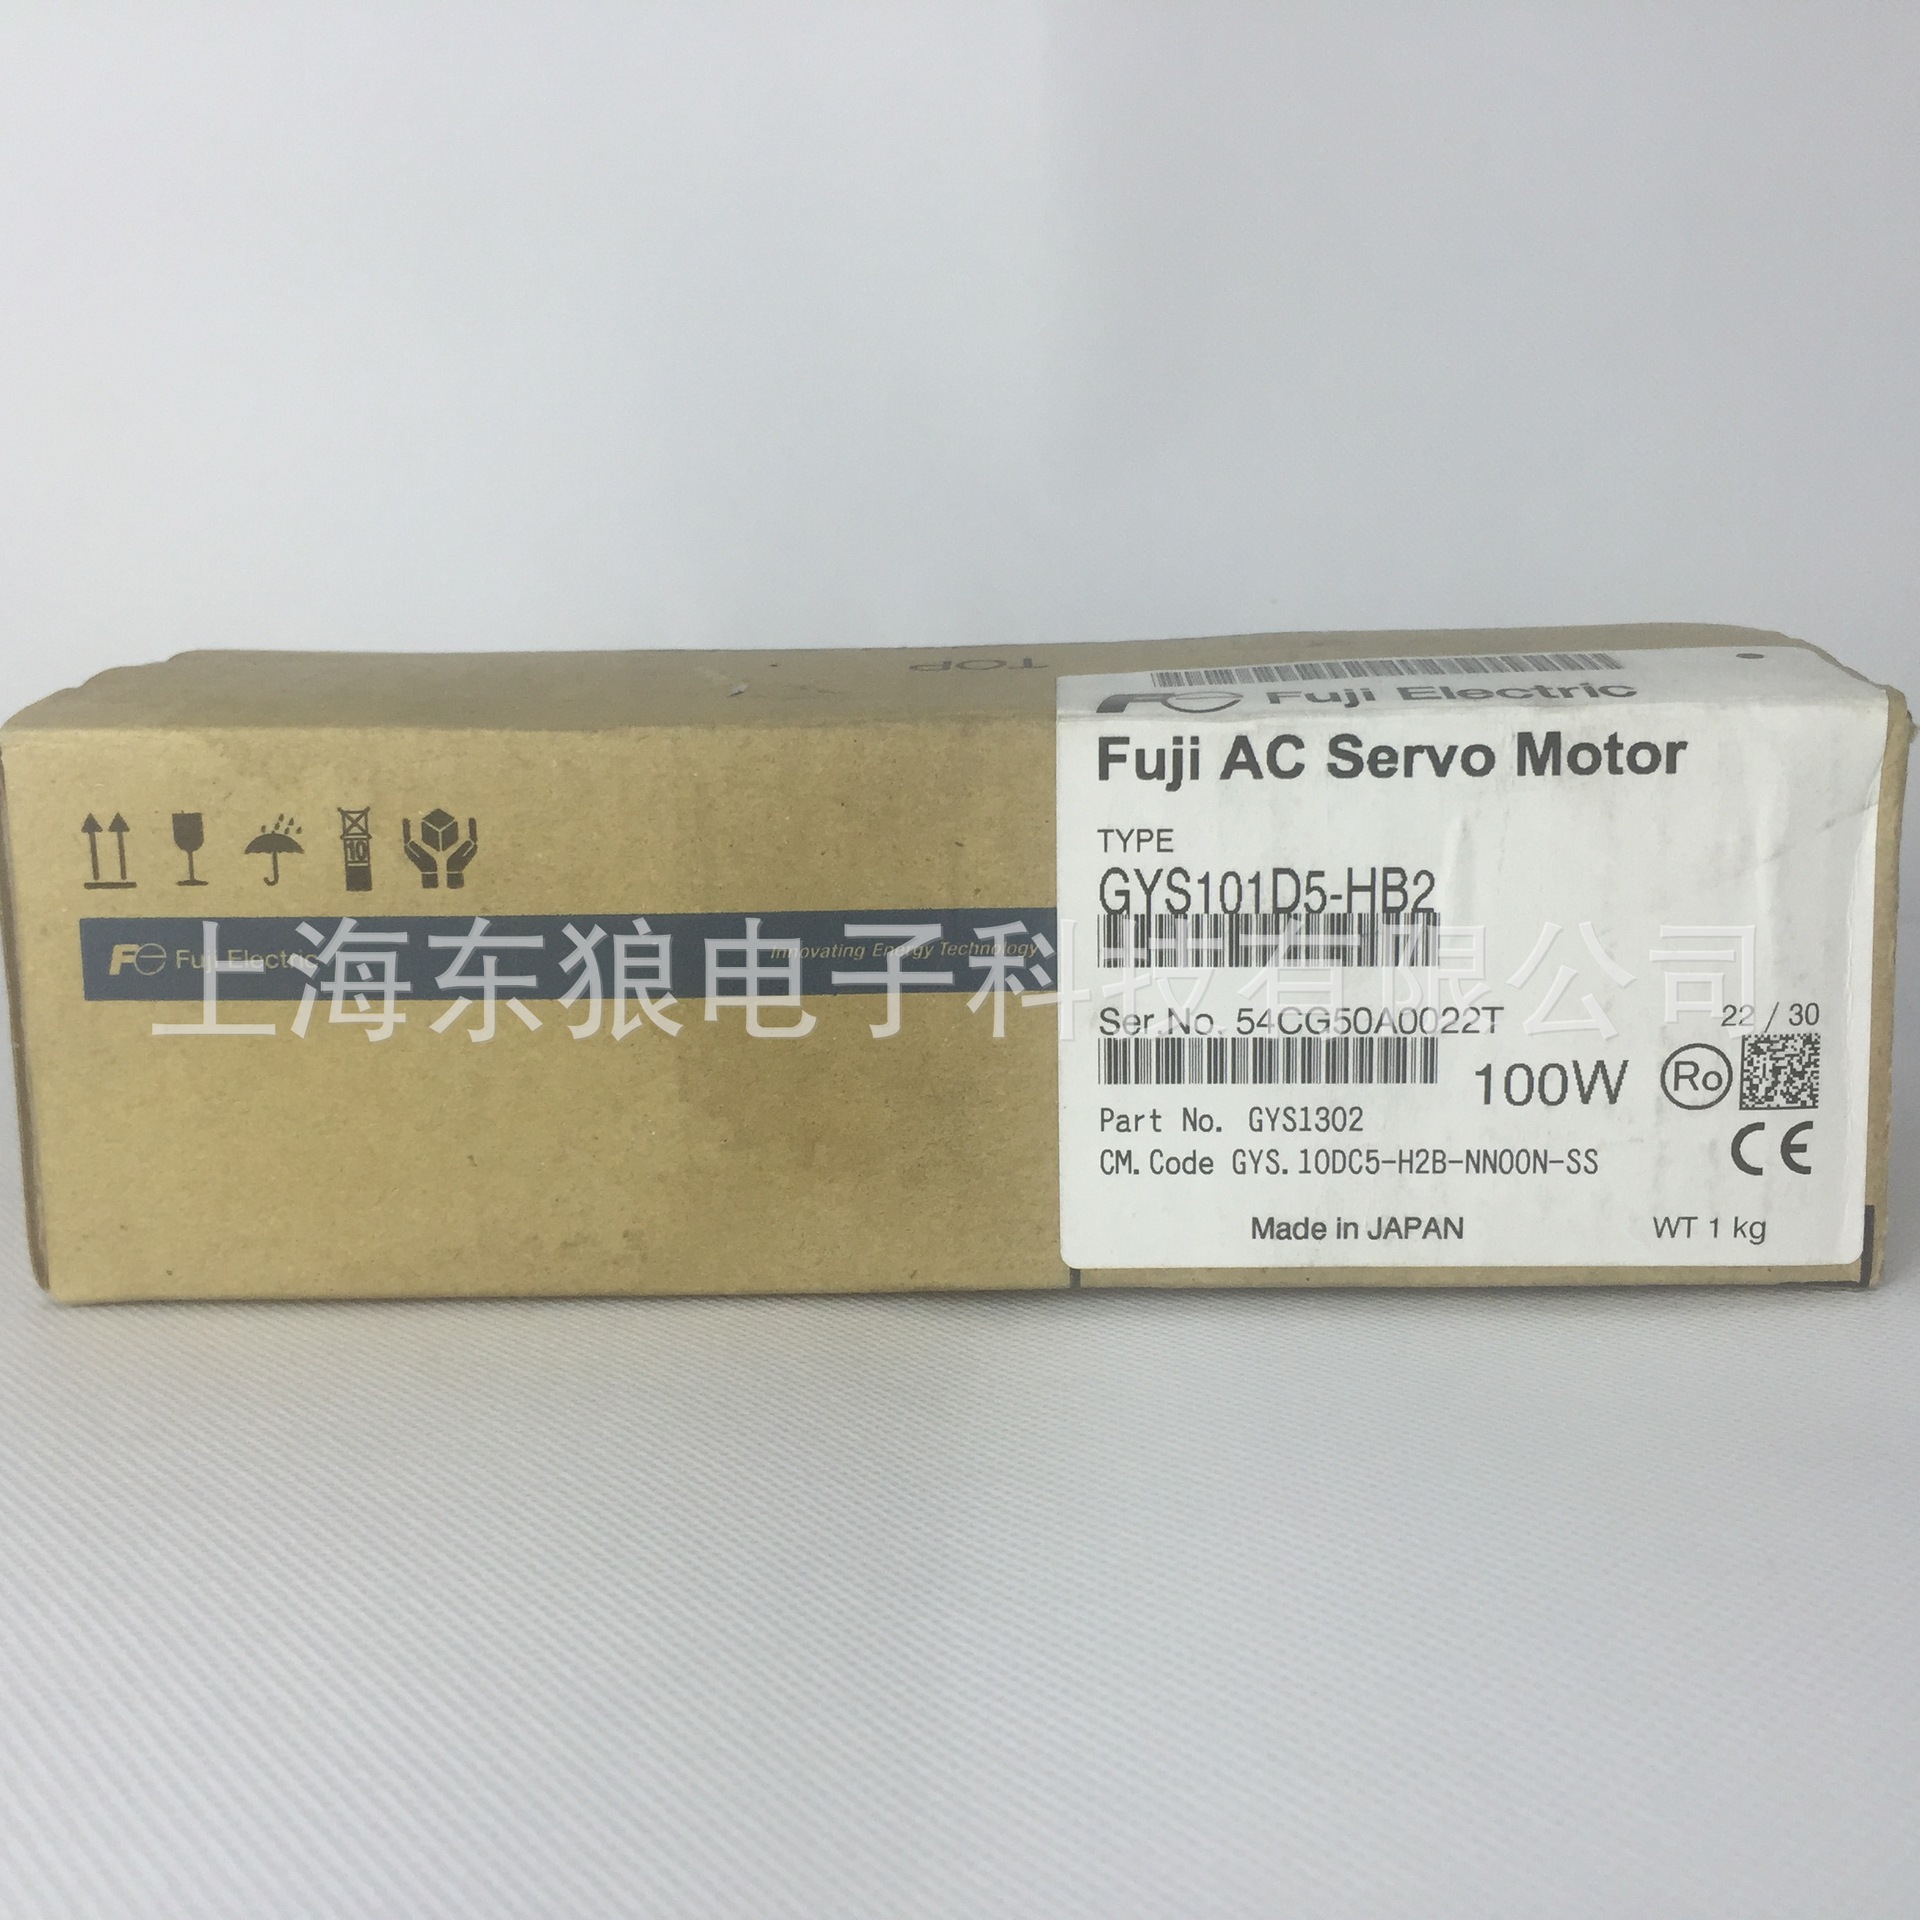 TOP
Fuji Electric
Fuji AC Servo Motor
TYPE
GYS101D5-HB2
Fuji Electric
Innovating Energy Technology
上海东狼电子科技有限公司
Ser.No. 54CG50A0022T
22 / 30
100W
Ro
Part No. GYS1302
CM.Code GYS.10DC5-H2B-NN00N-SS
CE
Made in JAPAN
WT 1 kg
10